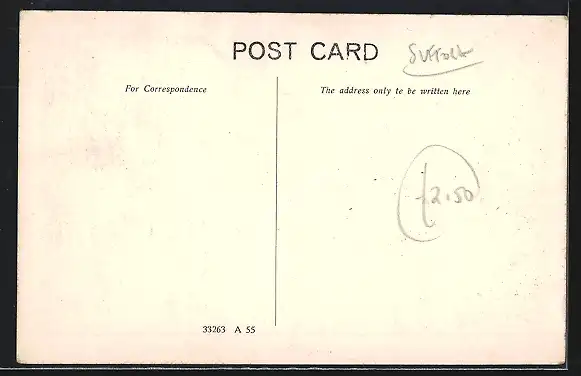 POST CARD
SUFFOLK
For Correspondence
The address only to be written here
£2.50
33263 A 55